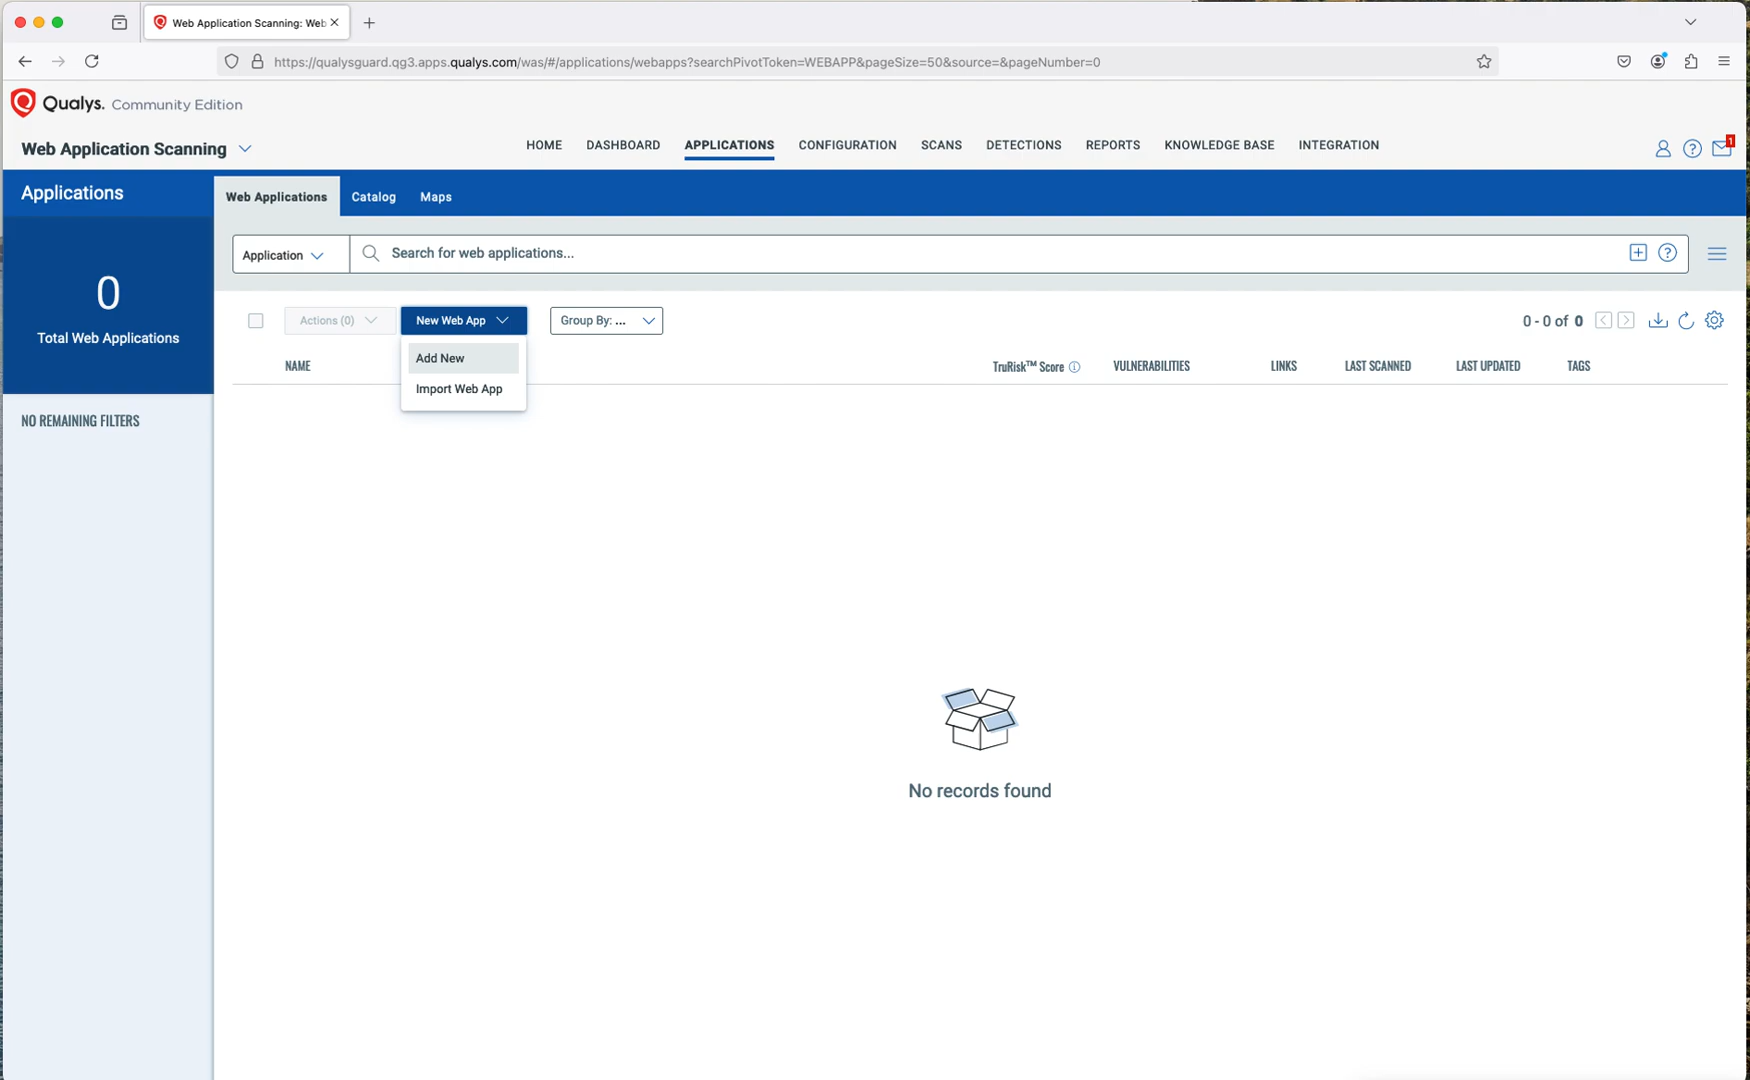 Web Application Scanning: Web
https://qualysguard.qg3.apps.qualys.com/was/#/applications/webapps?searchPivotToken=WEBAPP&pageSize=50&source=&pageNumber=0
Qualys. Community Edition
Web Application Scanning
HOME DASHBOARD APPLICATIONS CONFIGURATION SCANS DETECTIONS REPORTS KNOWLEDGE BASE INTEGRATION
1
Applications
Web Applications Catalog Maps
Application Search for web applications...
0
Total Web Applications
NO REMAINING FILTERS
Actions (0) New Web App Group By: ... 0 - 0 of 0
Add New
Import Web App
NAME TruRisk™ Score VULNERABILITIES LINKS LAST SCANNED LAST UPDATED TAGS
No records found